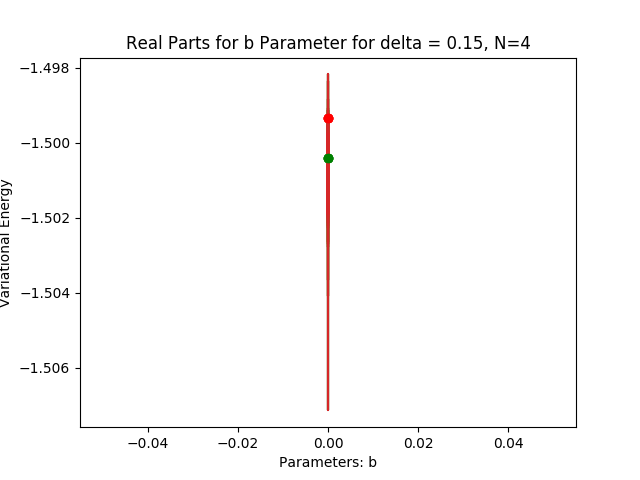 Real Parts for b Parameter for delta = 0.15, N=4
Variational Energy
−1.498
−1.500
−1.502
−1.504
−1.506
−0.04 −0.02 0.00 0.02 0.04
Parameters: b